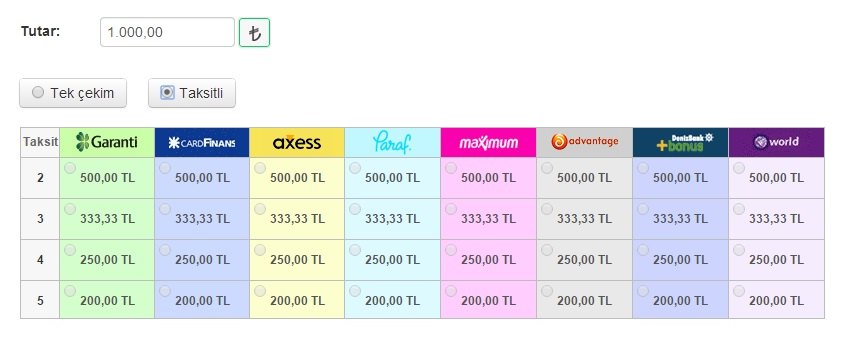 Tutar: 1.000,00 ₺
Tek çekim Taksitli
Taksit Garanti CARDFINANS axess Paraf. maximum advantage DenizBank +bonus world
2 500,00 TL 500,00 TL 500,00 TL 500,00 TL 500,00 TL 500,00 TL 500,00 TL 500,00 TL
3 333,33 TL 333,33 TL 333,33 TL 333,33 TL 333,33 TL 333,33 TL 333,33 TL 333,33 TL
4 250,00 TL 250,00 TL 250,00 TL 250,00 TL 250,00 TL 250,00 TL 250,00 TL 250,00 TL
5 200,00 TL 200,00 TL 200,00 TL 200,00 TL 200,00 TL 200,00 TL 200,00 TL 200,00 TL